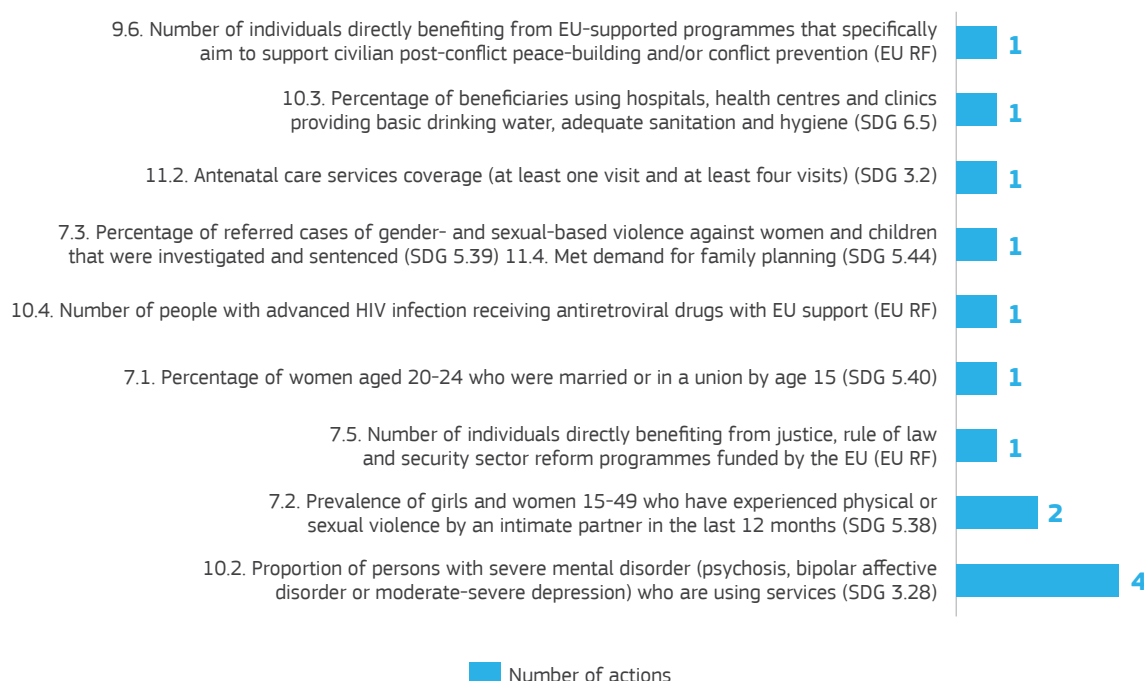 9.6. Number of individuals directly benefiting from EU-supported programmes that specifically
aim to support civilian post-conflict peace-building and/or conflict prevention (EU RF)
1
10.3. Percentage of beneficiaries using hospitals, health centres and clinics
providing basic drinking water, adequate sanitation and hygiene (SDG 6.5)
1
11.2. Antenatal care services coverage (at least one visit and at least four visits) (SDG 3.2)
1
7.3. Percentage of referred cases of gender- and sexual-based violence against women and children
that were investigated and sentenced (SDG 5.39) 11.4. Met demand for family planning (SDG 5.44)
1
10.4. Number of people with advanced HIV infection receiving antiretroviral drugs with EU support (EU RF)
1
7.1. Percentage of women aged 20-24 who were married or in a union by age 15 (SDG 5.40)
1
7.5. Number of individuals directly benefiting from justice, rule of law
and security sector reform programmes funded by the EU (EU RF)
1
7.2. Prevalence of girls and women 15-49 who have experienced physical or
sexual violence by an intimate partner in the last 12 months (SDG 5.38)
2
10.2. Proportion of persons with severe mental disorder (psychosis, bipolar affective
disorder or moderate-severe depression) who are using services (SDG 3.28)
4
Number of actions